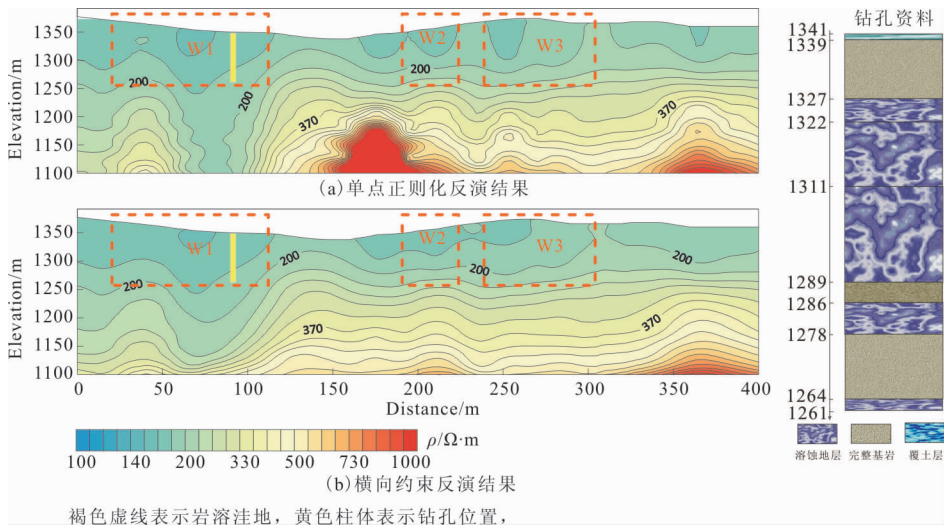 1350
1300
1250
1200
1150
1100
Elevation/m
W1
W2
W3
200
200
370
370
(a)单点正则化反演结果
1350
1300
1250
1200
1150
1100
Elevation/m
W1
W2
W3
200
200
200
200
370
370
0
50
100
150
200
250
300
350
400
Distance/m
ρ/Ω·m
100 140 200 330 500 730 1000
(b)横向约束反演结果
褐色虚线表示岩溶洼地，黄色柱体表示钻孔位置，
钻孔资料
1341
1339
1327
1322
1311
1289
1286
1278
1264
1261
溶蚀地层 完整基岩 覆土层